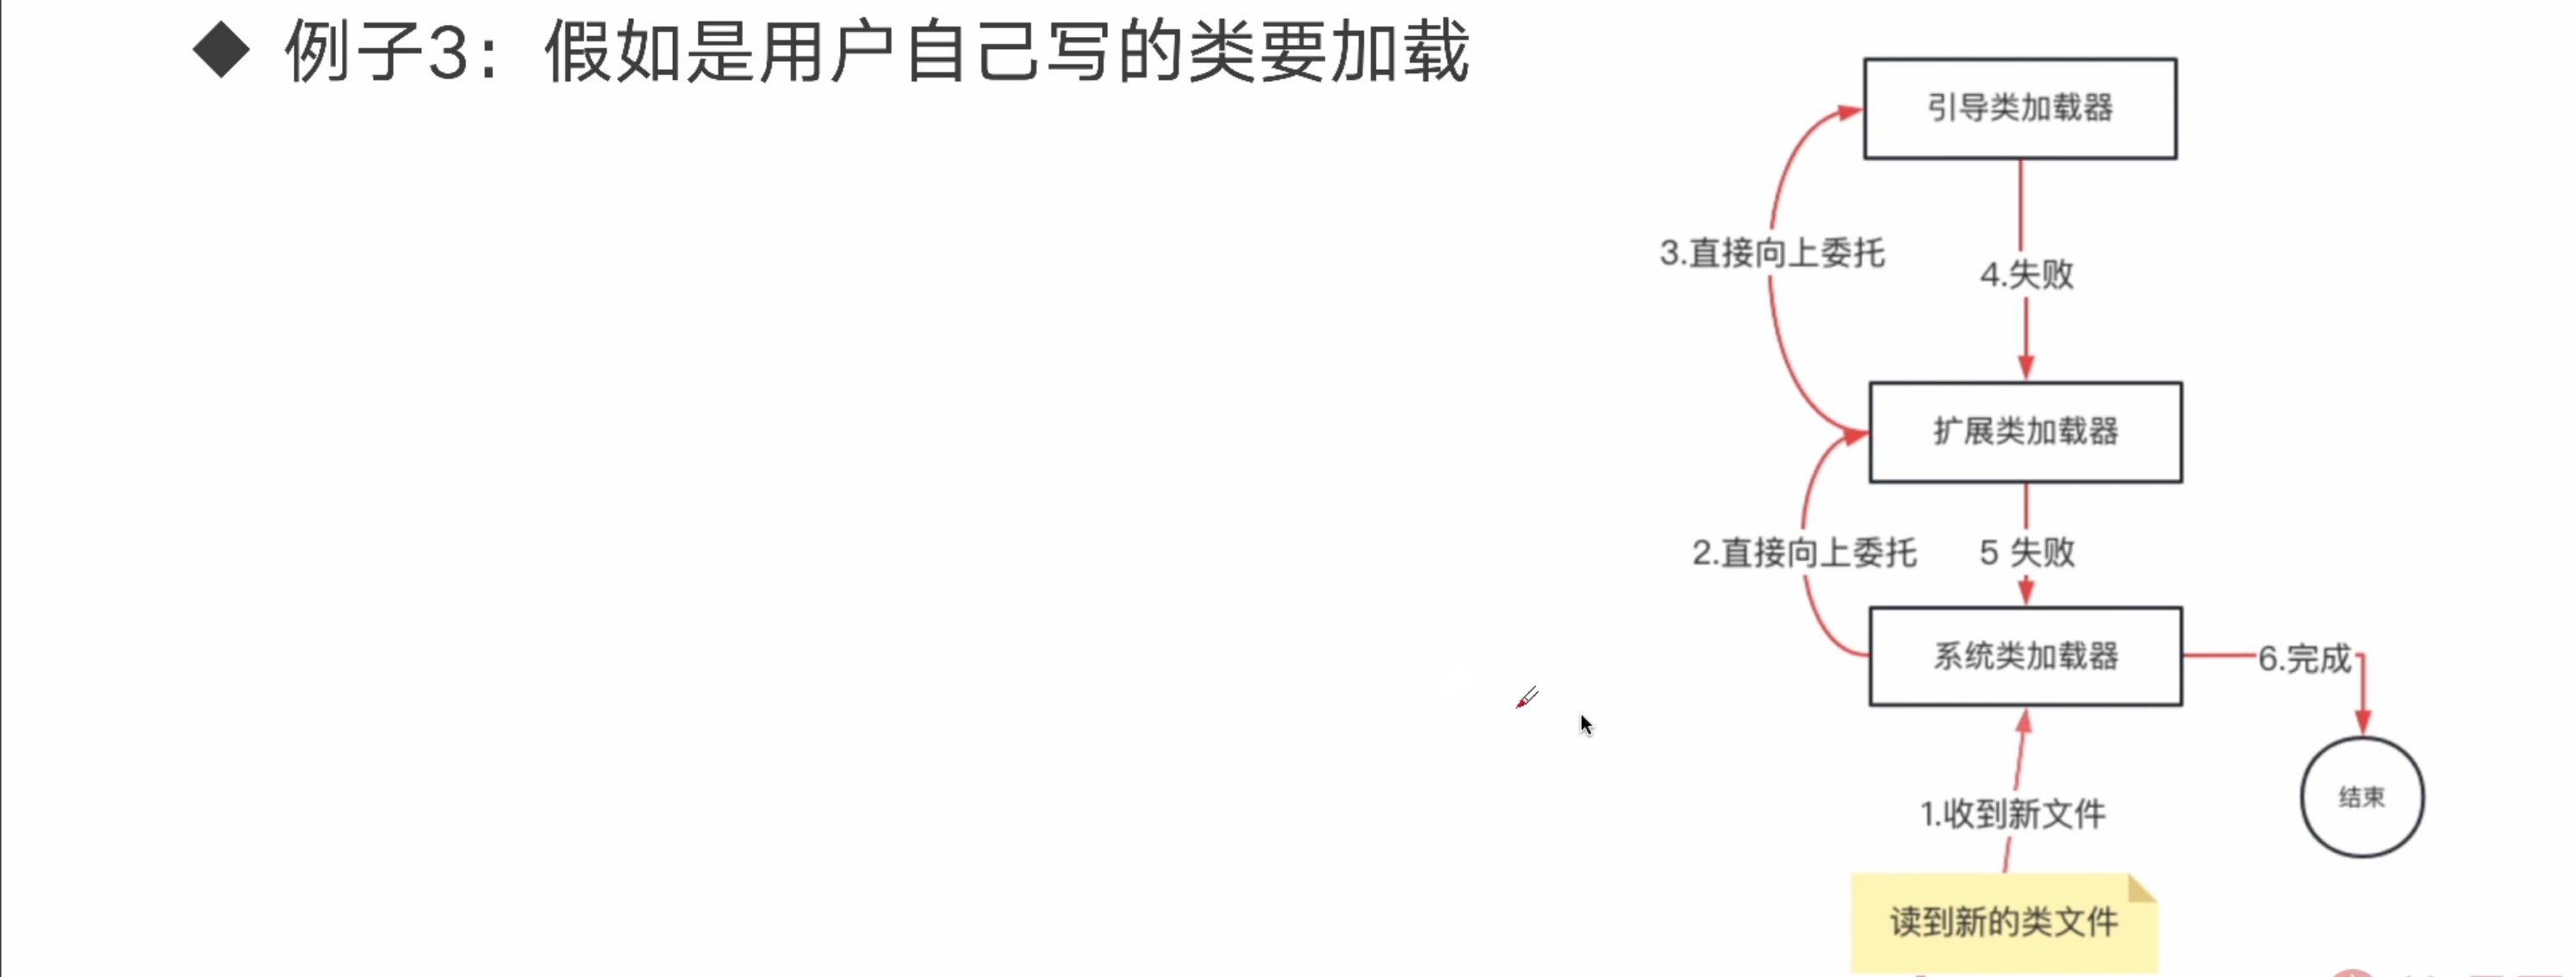 ◆ 例子3：假如是用户自己写的类要加载
引导类加载器
3.直接向上委托
4.失败
扩展类加载器
2.直接向上委托
5 失败
系统类加载器
6.完成
结束
1.收到新文件
读到新的类文件